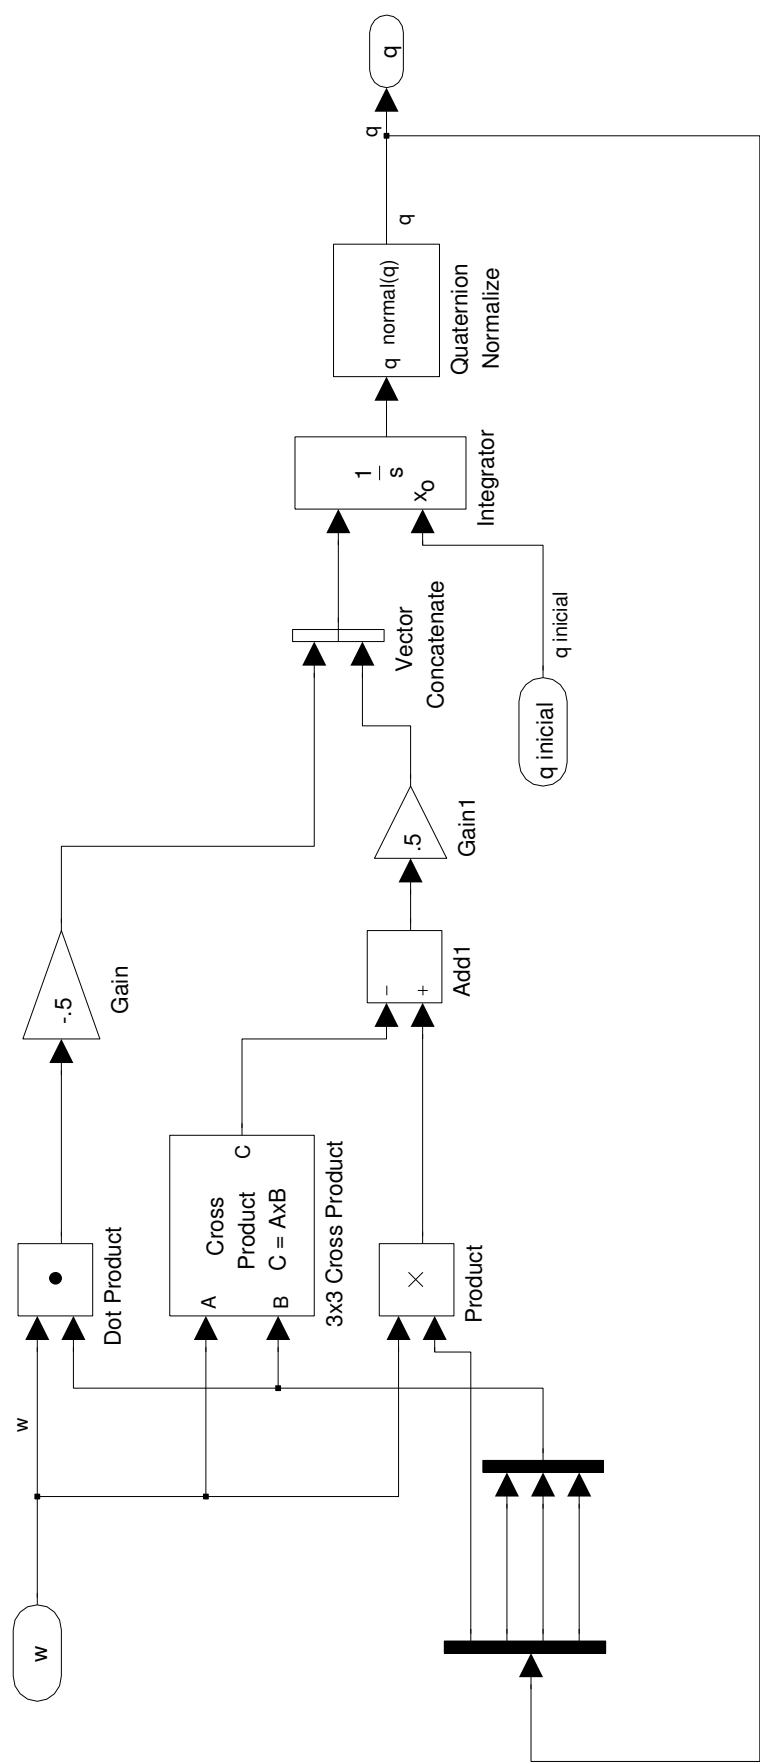 w
w
Dot Product
-.5
Gain
A
B
Cross
Product
C = AxB
C
3x3 Cross Product
×
Product
−
+
Add1
.5
Gain1
Vector
Concatenate
q inicial
q inicial
1
s
xo
Integrator
q
normal(q)
Quaternion
Normalize
q
q
q